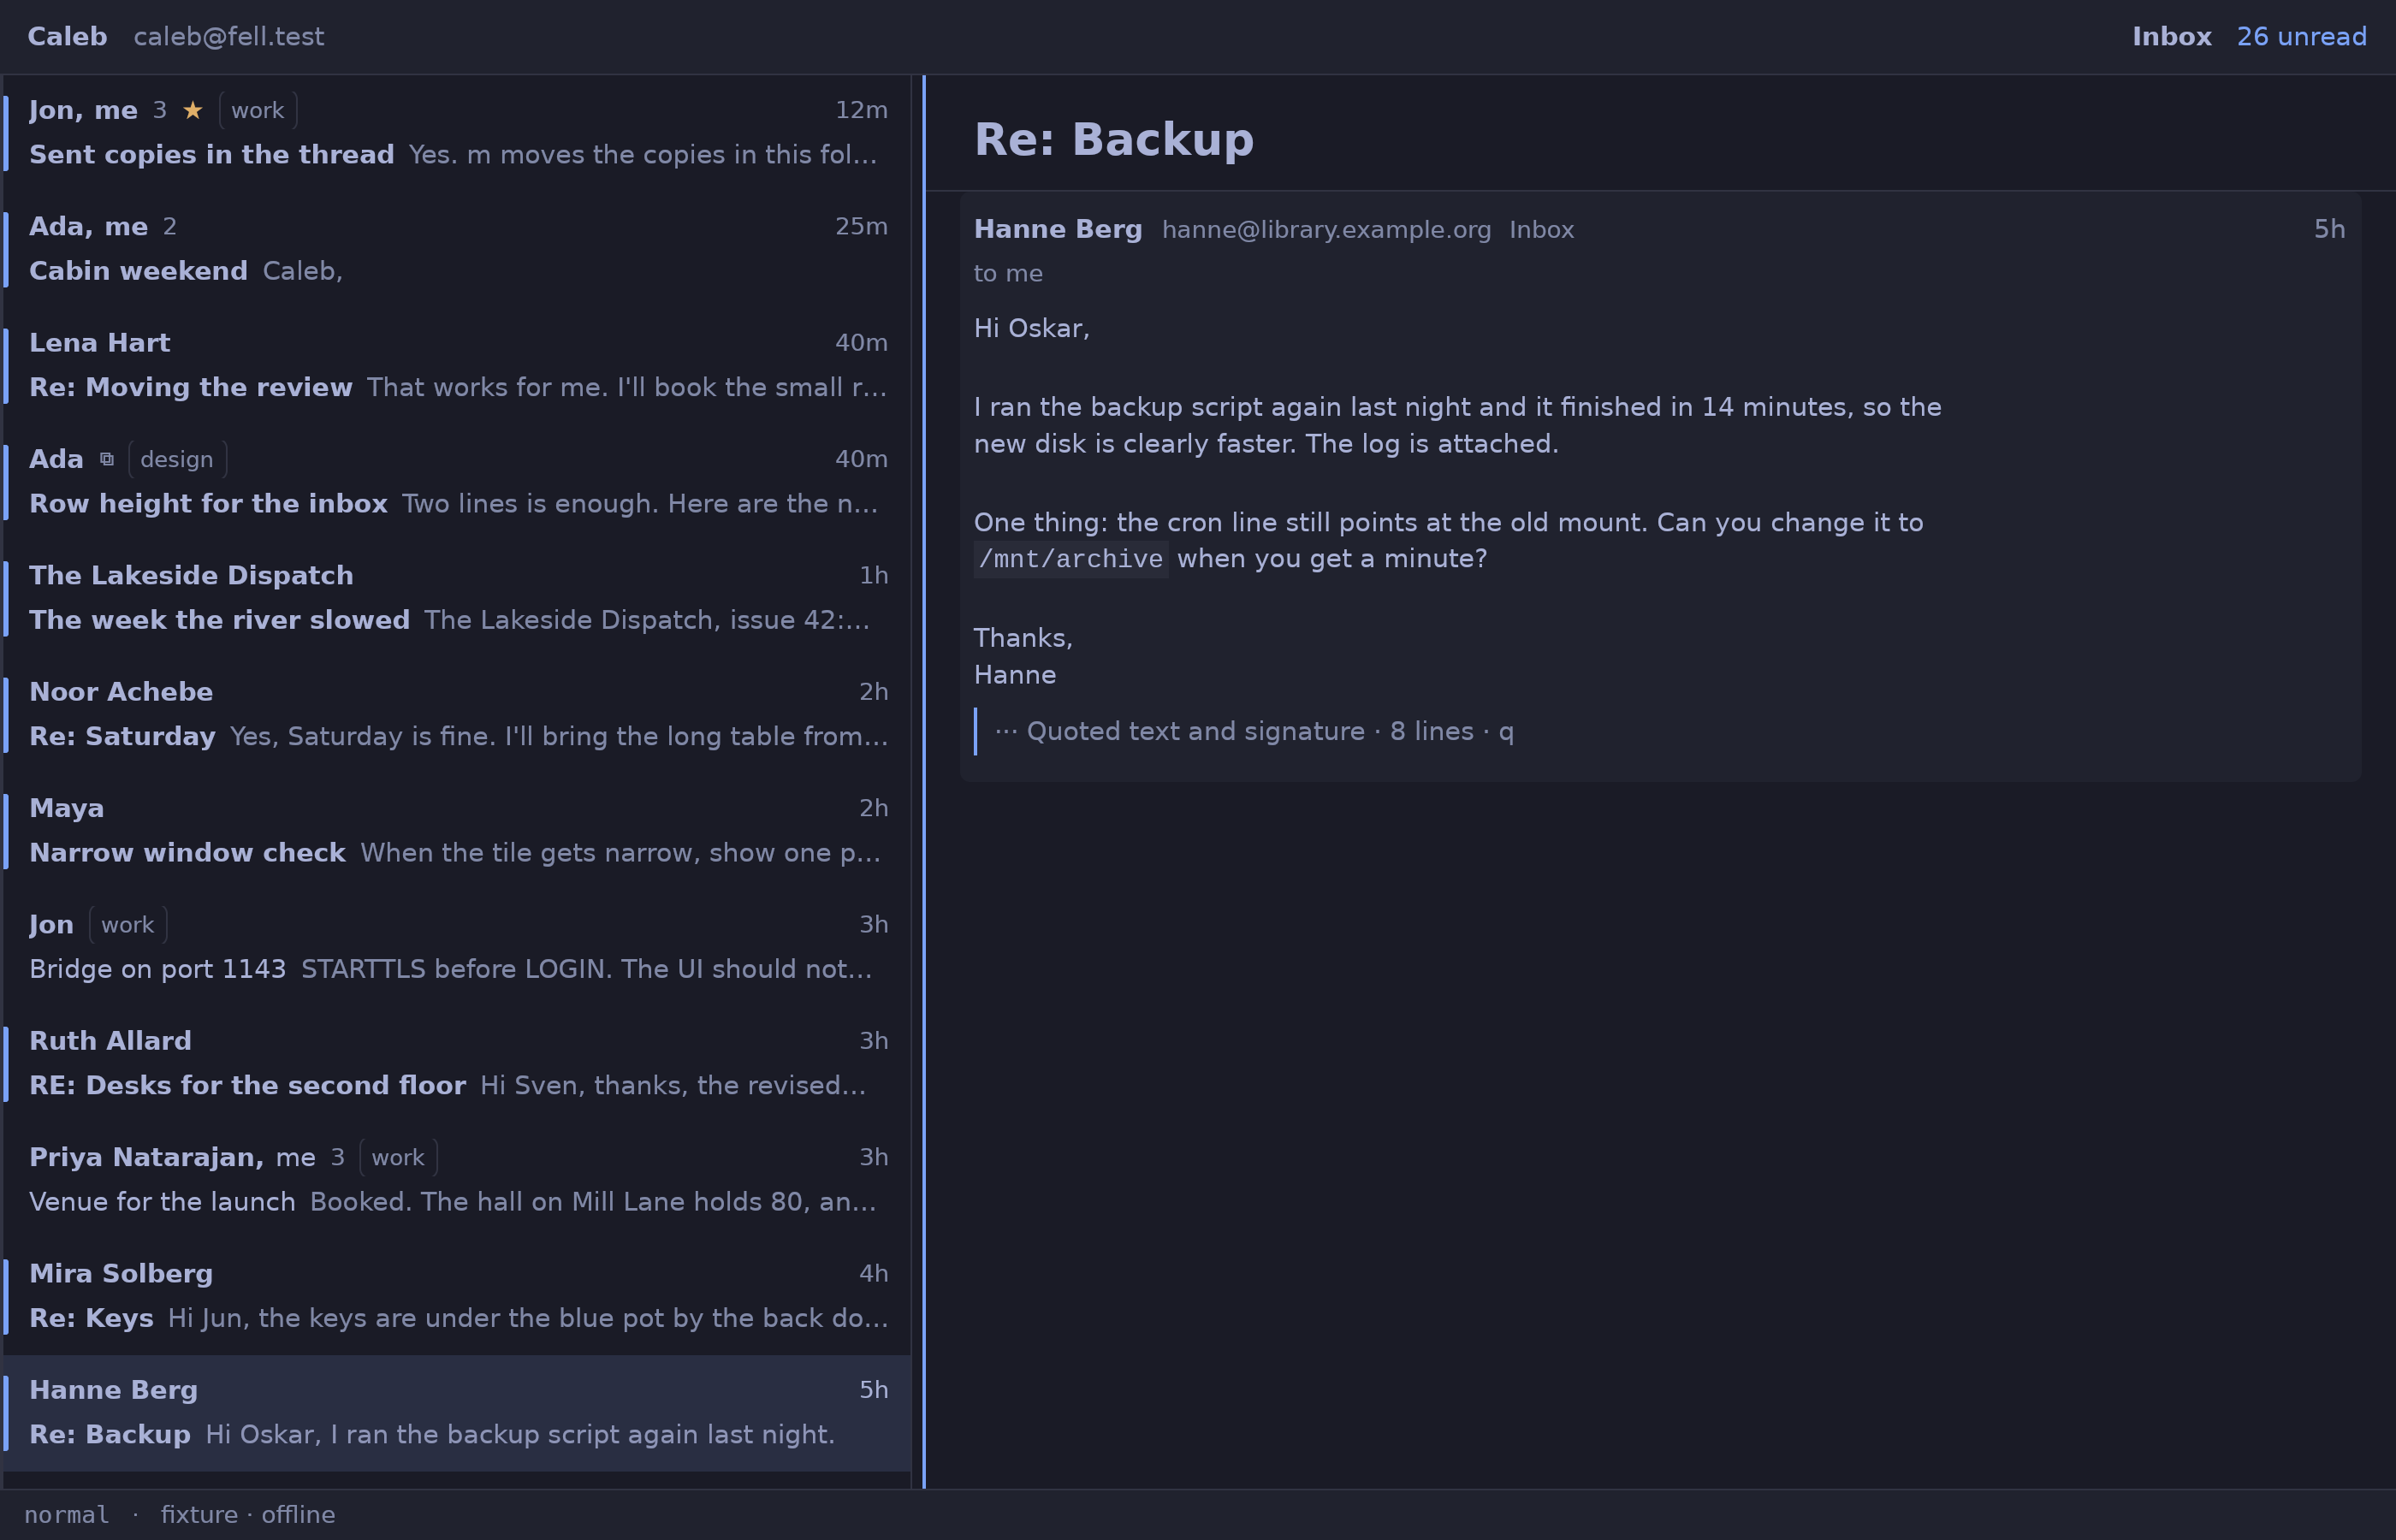 Caleb caleb@fell.test
Inbox 26 unread
Jon, me 3 ★ work 12m
Sent copies in the thread Yes. m moves the copies in this fol…
Ada, me 2 25m
Cabin weekend Caleb,
Lena Hart 40m
Re: Moving the review That works for me. I'll book the small r…
Ada ⧉ design 40m
Row height for the inbox Two lines is enough. Here are the n…
The Lakeside Dispatch 1h
The week the river slowed The Lakeside Dispatch, issue 42:…
Noor Achebe 2h
Re: Saturday Yes, Saturday is fine. I'll bring the long table from…
Maya 2h
Narrow window check When the tile gets narrow, show one p…
Jon work 3h
Bridge on port 1143 STARTTLS before LOGIN. The UI should not…
Ruth Allard 3h
RE: Desks for the second floor Hi Sven, thanks, the revised…
Priya Natarajan, me 3 work 3h
Venue for the launch Booked. The hall on Mill Lane holds 80, an…
Mira Solberg 4h
Re: Keys Hi Jun, the keys are under the blue pot by the back do…
Hanne Berg 5h
Re: Backup Hi Oskar, I ran the backup script again last night.
Re: Backup
Hanne Berg hanne@library.example.org Inbox 5h
to me
Hi Oskar,
I ran the backup script again last night and it finished in 14 minutes, so the
new disk is clearly faster. The log is attached.
One thing: the cron line still points at the old mount. Can you change it to
/mnt/archive when you get a minute?
Thanks,
Hanne
··· Quoted text and signature · 8 lines · q
normal · fixture · offline